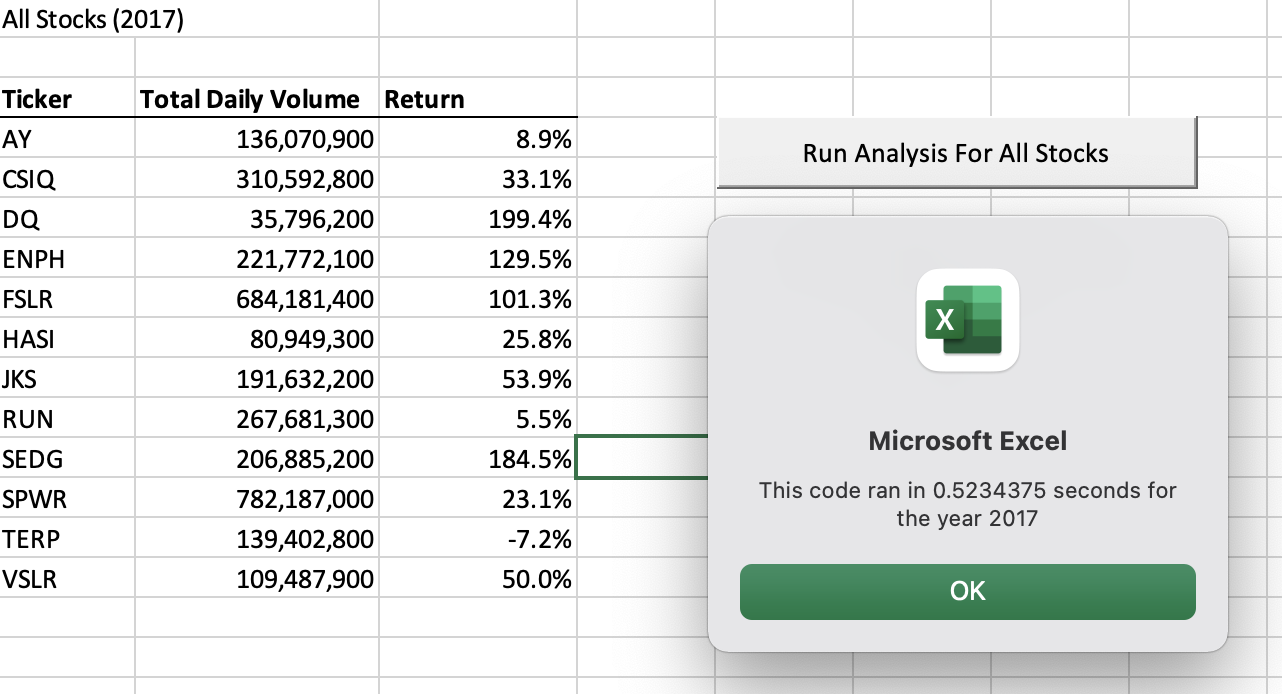 All Stocks (2017)
Ticker Total Daily Volume Return
AY 136,070,900 8.9%
CSIQ 310,592,800 33.1%
DQ 35,796,200 199.4%
ENPH 221,772,100 129.5%
FSLR 684,181,400 101.3%
HASI 80,949,300 25.8%
JKS 191,632,200 53.9%
RUN 267,681,300 5.5%
SEDG 206,885,200 184.5%
SPWR 782,187,000 23.1%
TERP 139,402,800 -7.2%
VSLR 109,487,900 50.0%
Run Analysis For All Stocks
X
Microsoft Excel
This code ran in 0.5234375 seconds for
the year 2017
OK